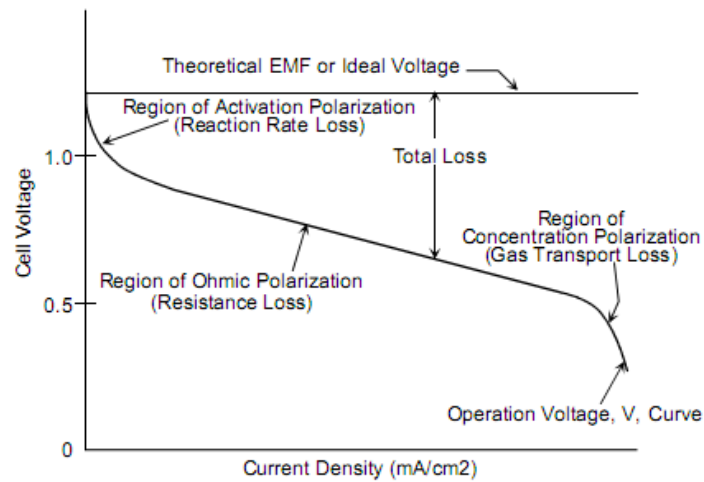 Theoretical EMF or Ideal Voltage
Region of Activation Polarization
(Reaction Rate Loss)
1.0
Total Loss
Region of
Concentration Polarization
(Gas Transport Loss)
Cell Voltage
Region of Ohmic Polarization
(Resistance Loss)
0.5
Operation Voltage, V, Curve
0
Current Density (mA/cm2)